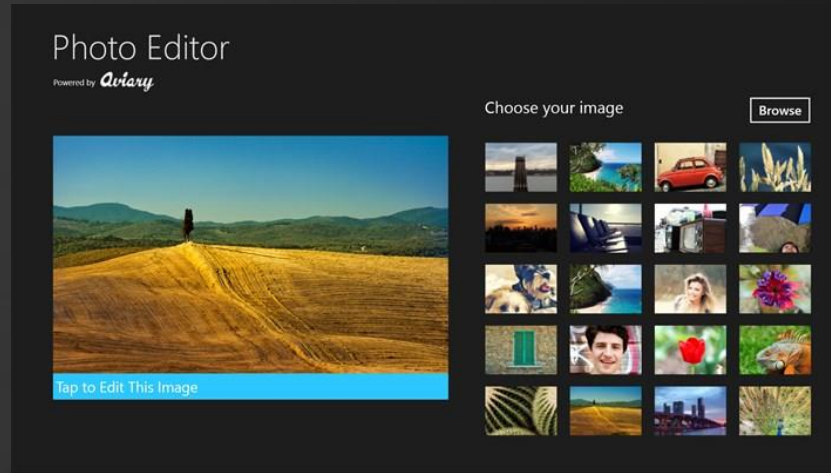 Photo Editor
Powered by Aviary
Choose your image
Browse
Tap to Edit This Image